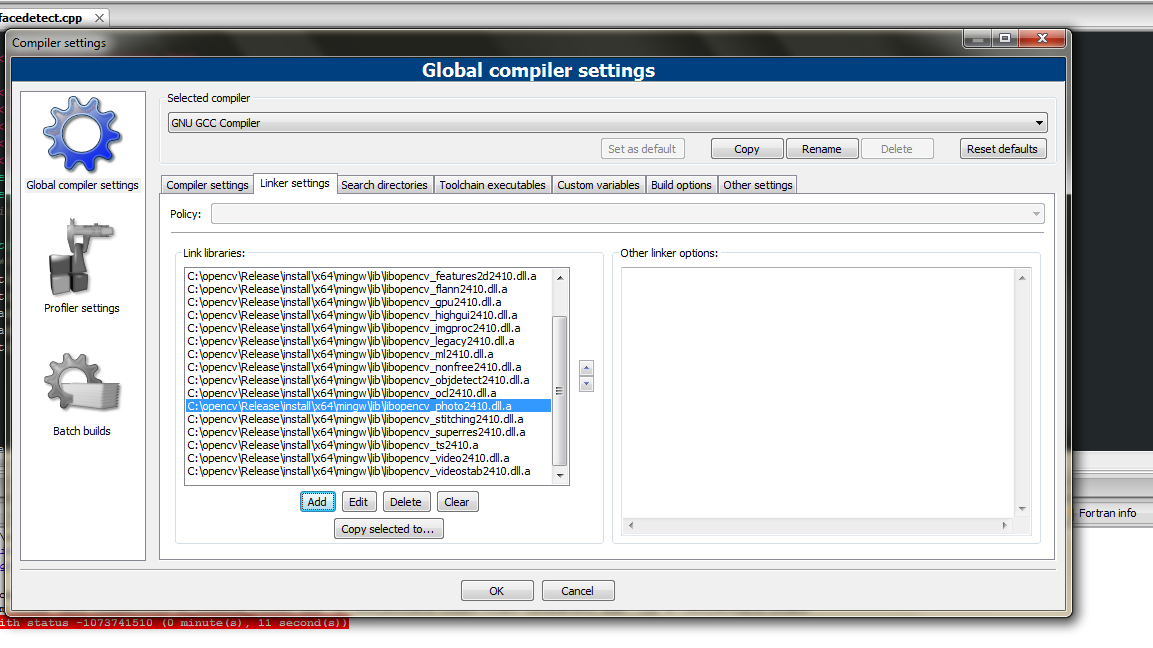 facedetect.cpp
Compiler settings
Global compiler settings
Global compiler settings
Profiler settings
Batch builds
Selected compiler
GNU GCC Compiler
Set as default Copy Rename Delete Reset defaults
Compiler settings Linker settings Search directories Toolchain executables Custom variables Build options Other settings
Policy:
Link libraries:
C:\opencv\Release\install\x64\mingw\lib\libopencv_features2d2410.dll.a
C:\opencv\Release\install\x64\mingw\lib\libopencv_flann2410.dll.a
C:\opencv\Release\install\x64\mingw\lib\libopencv_gpu2410.dll.a
C:\opencv\Release\install\x64\mingw\lib\libopencv_highgui2410.dll.a
C:\opencv\Release\install\x64\mingw\lib\libopencv_imgproc2410.dll.a
C:\opencv\Release\install\x64\mingw\lib\libopencv_legacy2410.dll.a
C:\opencv\Release\install\x64\mingw\lib\libopencv_ml2410.dll.a
C:\opencv\Release\install\x64\mingw\lib\libopencv_nonfree2410.dll.a
C:\opencv\Release\install\x64\mingw\lib\libopencv_objdetect2410.dll.a
C:\opencv\Release\install\x64\mingw\lib\libopencv_ocl2410.dll.a
C:\opencv\Release\install\x64\mingw\lib\libopencv_photo2410.dll.a
C:\opencv\Release\install\x64\mingw\lib\libopencv_stitching2410.dll.a
C:\opencv\Release\install\x64\mingw\lib\libopencv_superres2410.dll.a
C:\opencv\Release\install\x64\mingw\lib\libopencv_ts2410.a
C:\opencv\Release\install\x64\mingw\lib\libopencv_video2410.dll.a
C:\opencv\Release\install\x64\mingw\lib\libopencv_videostab2410.dll.a
Add Edit Delete Clear
Copy selected to...
Other linker options:
OK Cancel
Fortran info
ith status -1073741510 (0 minute(s), 11 second(s))